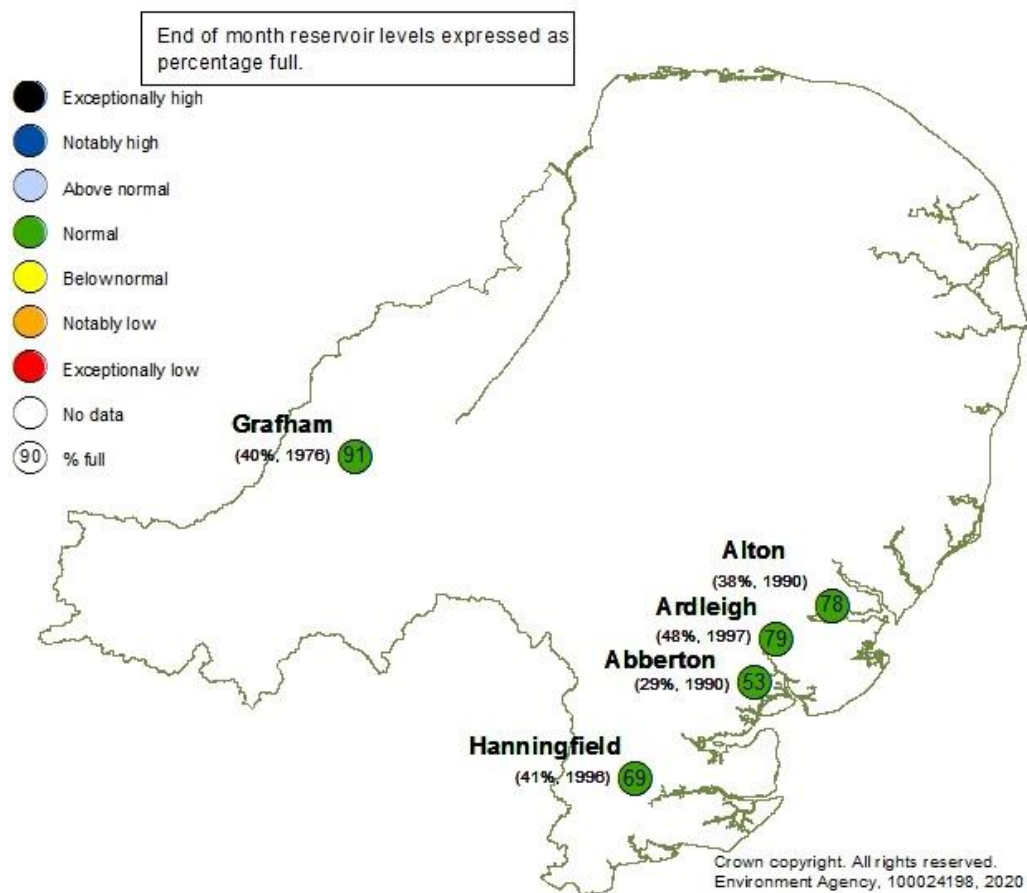 End of month reservoir levels expressed as
percentage full.
Exceptionally high
Notably high
Above normal
Normal
Below normal
Notably low
Exceptionally low
No data
90 % full
Grafham
(40%, 1976) 91
Alton
(38%, 1990) 78
Ardleigh
(48%, 1997) 79
Abberton
(29%, 1990) 53
Hanningfield
(41%, 1996) 69
Crown copyright. All rights reserved.
Environment Agency, 100024198, 2020